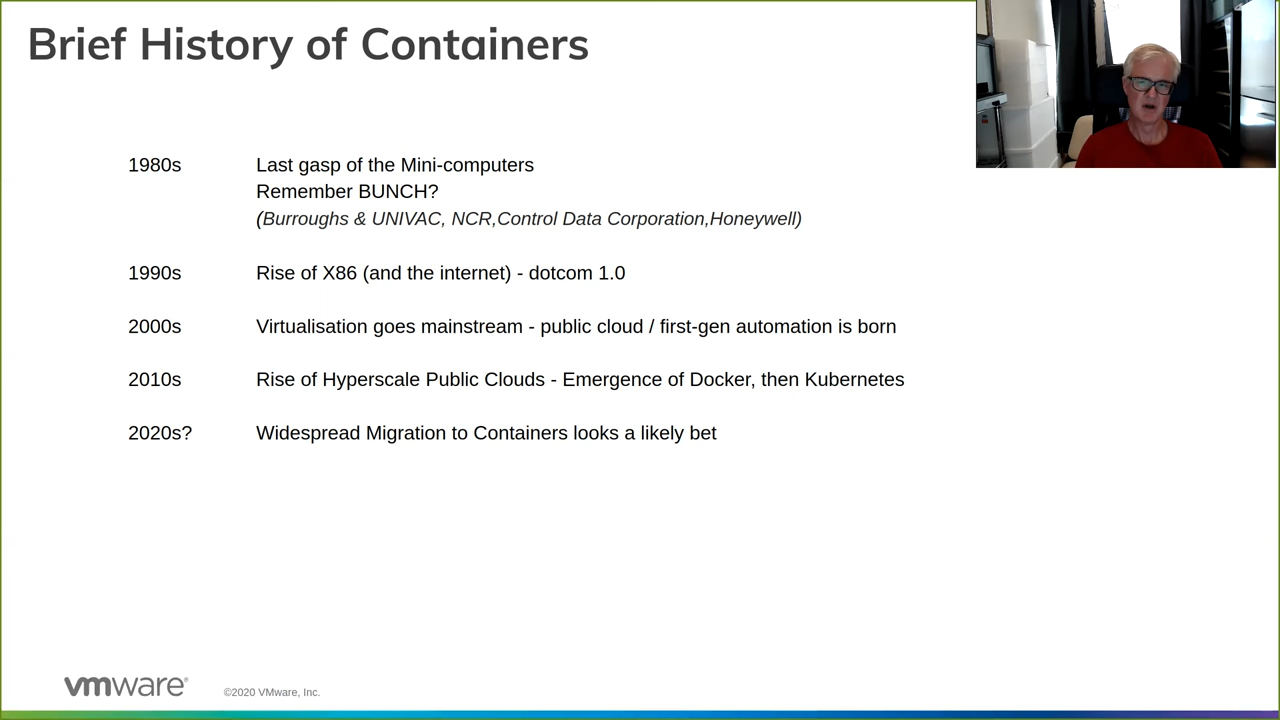 Brief History of Containers
1980s Last gasp of the Mini-computers
Remember BUNCH?
(Burroughs & UNIVAC, NCR,Control Data Corporation,Honeywell)
1990s Rise of X86 (and the internet) - dotcom 1.0
2000s Virtualisation goes mainstream - public cloud / first-gen automation is born
2010s Rise of Hyperscale Public Clouds - Emergence of Docker, then Kubernetes
2020s? Widespread Migration to Containers looks a likely bet
vmware® ©2020 VMware, Inc.